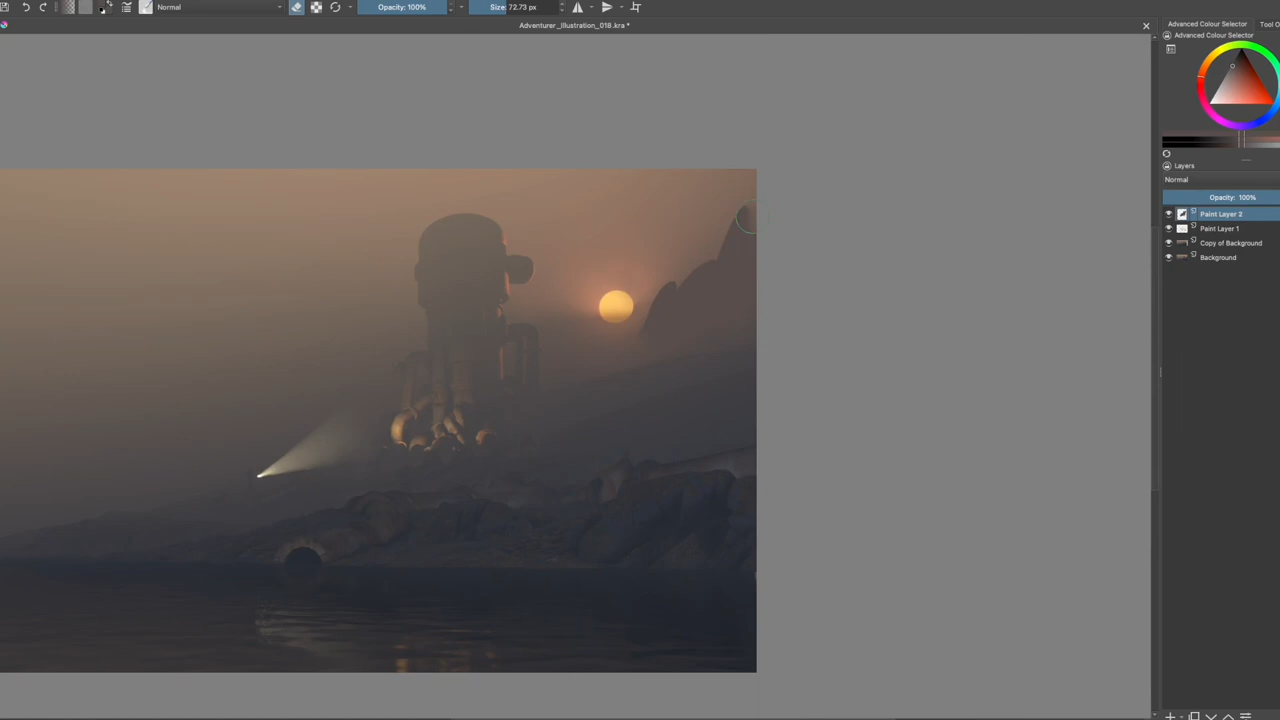 Normal
Opacity: 100%
Size: 72.73 px
Adventurer_Illustration_018.kra *
Advanced Colour Selector
Tool O
Advanced Colour Selector
Layers
Normal
Opacity: 100%
Paint Layer 2
Paint Layer 1
Copy of Background
Background